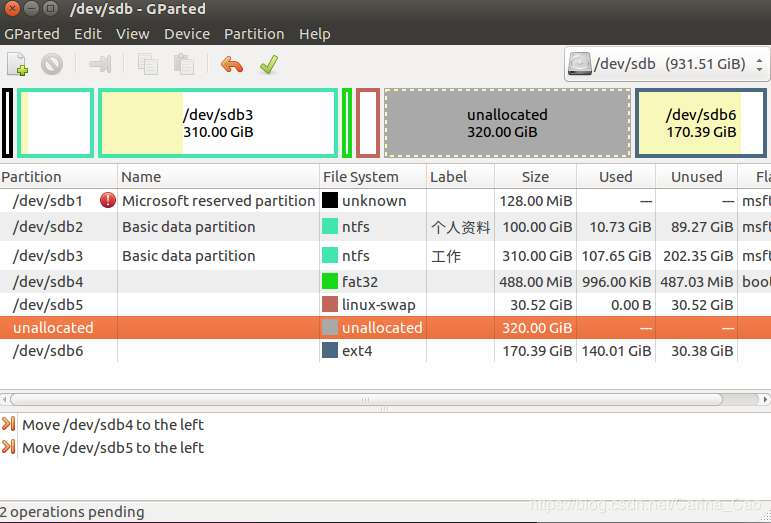 /dev/sdb - GParted
GParted Edit View Device Partition Help
/dev/sdb (931.51 GiB)
/dev/sdb3
310.00 GiB
unallocated
320.00 GiB
/dev/sdb6
170.39 GiB
Partition Name File System Label Size Used Unused Fla
/dev/sdb1 Microsoft reserved partition unknown 128.00 MiB — — msft
/dev/sdb2 Basic data partition ntfs 个人资料 100.00 GiB 10.73 GiB 89.27 GiB msft
/dev/sdb3 Basic data partition ntfs 工作 310.00 GiB 107.65 GiB 202.35 GiB msft
/dev/sdb4 fat32 488.00 MiB 996.00 KiB 487.03 MiB boo
/dev/sdb5 linux-swap 30.52 GiB 0.00 B 30.52 GiB
unallocated unallocated 320.00 GiB — —
/dev/sdb6 ext4 170.39 GiB 140.01 GiB 30.38 GiB
Move /dev/sdb4 to the left
Move /dev/sdb5 to the left
2 operations pending
https://blog.csdn.net/Carina_Cao